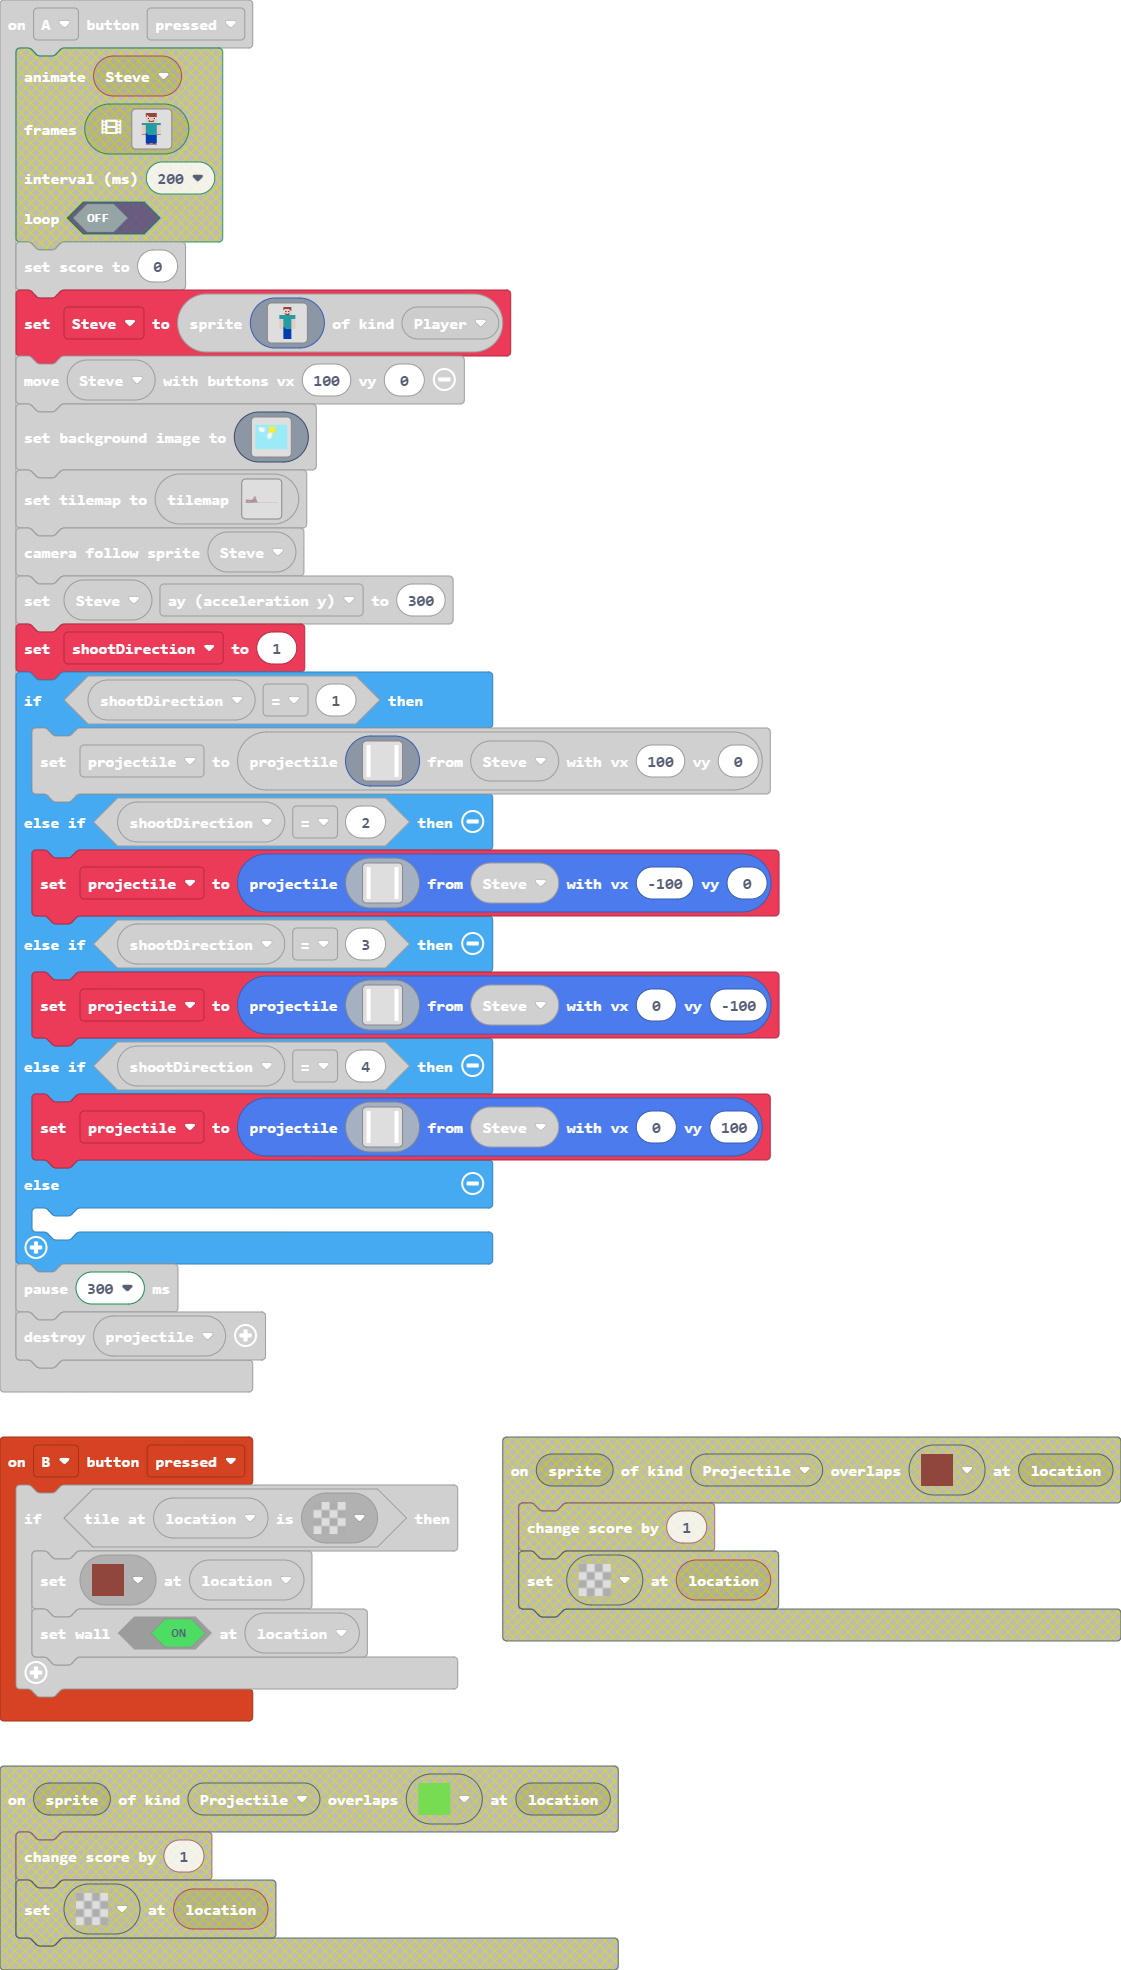 on A button pressed
animate Steve
frames
interval (ms) 200
loop OFF
set score to 0
set Steve to sprite of kind Player
move Steve with buttons vx 100 vy 0
set background image to
set tilemap to tilemap
camera follow sprite Steve
set Steve ay (acceleration y) to 300
set shootDirection to 1
if shootDirection = 1 then
set projectile to projectile from Steve with vx 100 vy 0
else if shootDirection = 2 then
set projectile to projectile from Steve with vx -100 vy 0
else if shootDirection = 3 then
set projectile to projectile from Steve with vx 0 vy -100
else if shootDirection = 4 then
set projectile to projectile from Steve with vx 0 vy 100
else
pause 300 ms
destroy projectile
on B button pressed
if tile at location is then
set at location
set wall ON at location
on sprite of kind Projectile overlaps at location
change score by 1
set at location
on sprite of kind Projectile overlaps at location
change score by 1
set at location